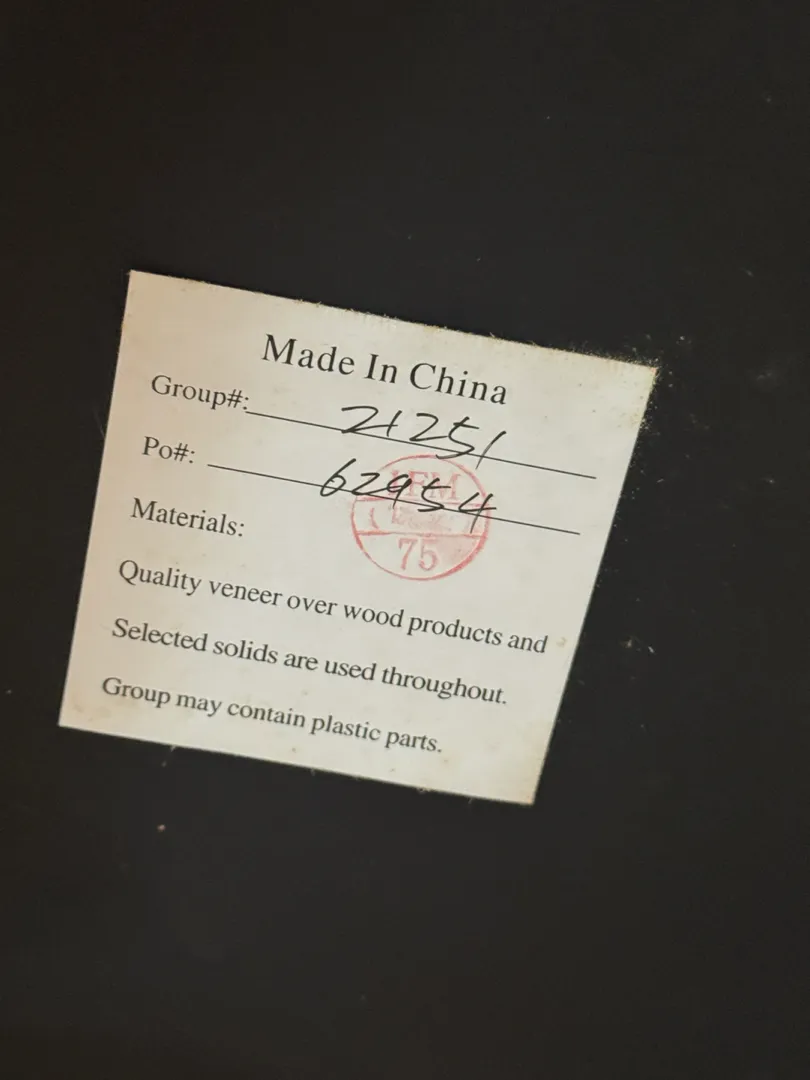 Made In China
Group#: 21251
Po#: 62954
75
Materials:
Quality veneer over wood products and
Selected solids are used throughout.
Group may contain plastic parts.